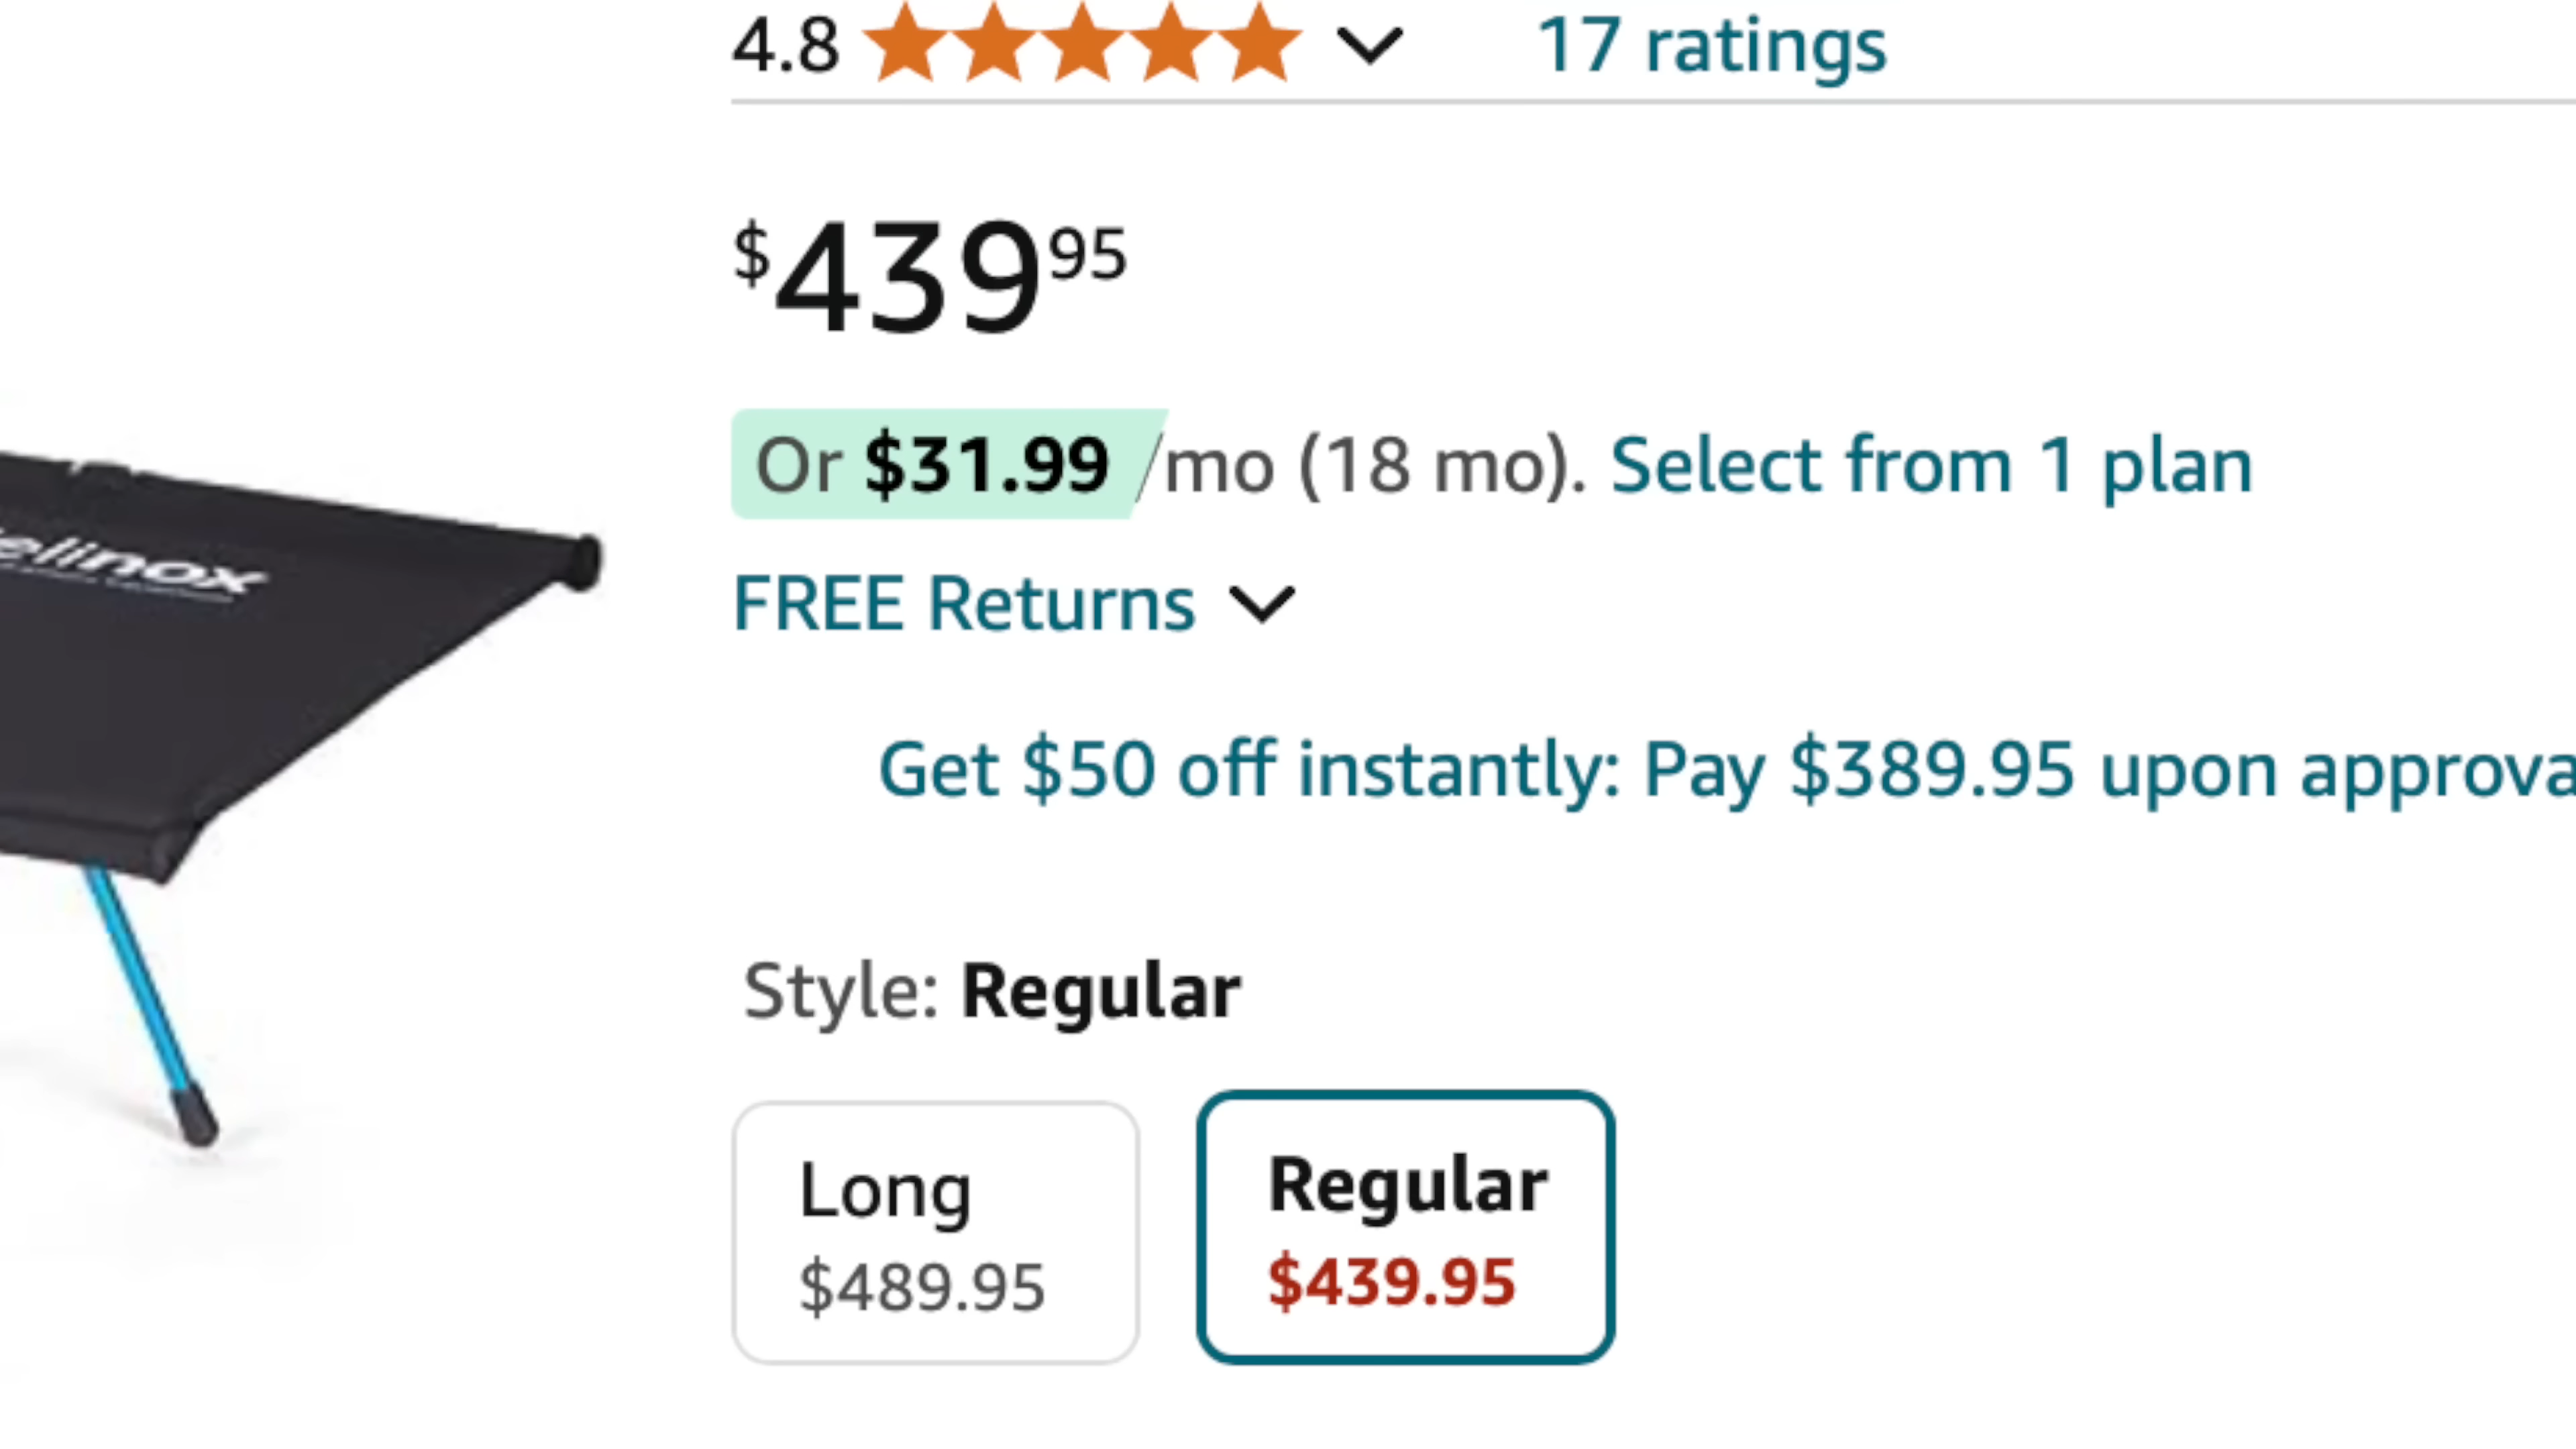 4.8 17 ratings
$439.95
Or $31.99 /mo (18 mo). Select from 1 plan
elinox
FREE Returns
Get $50 off instantly: Pay $389.95 upon approva
Style: Regular
Long
$489.95
Regular
$439.95